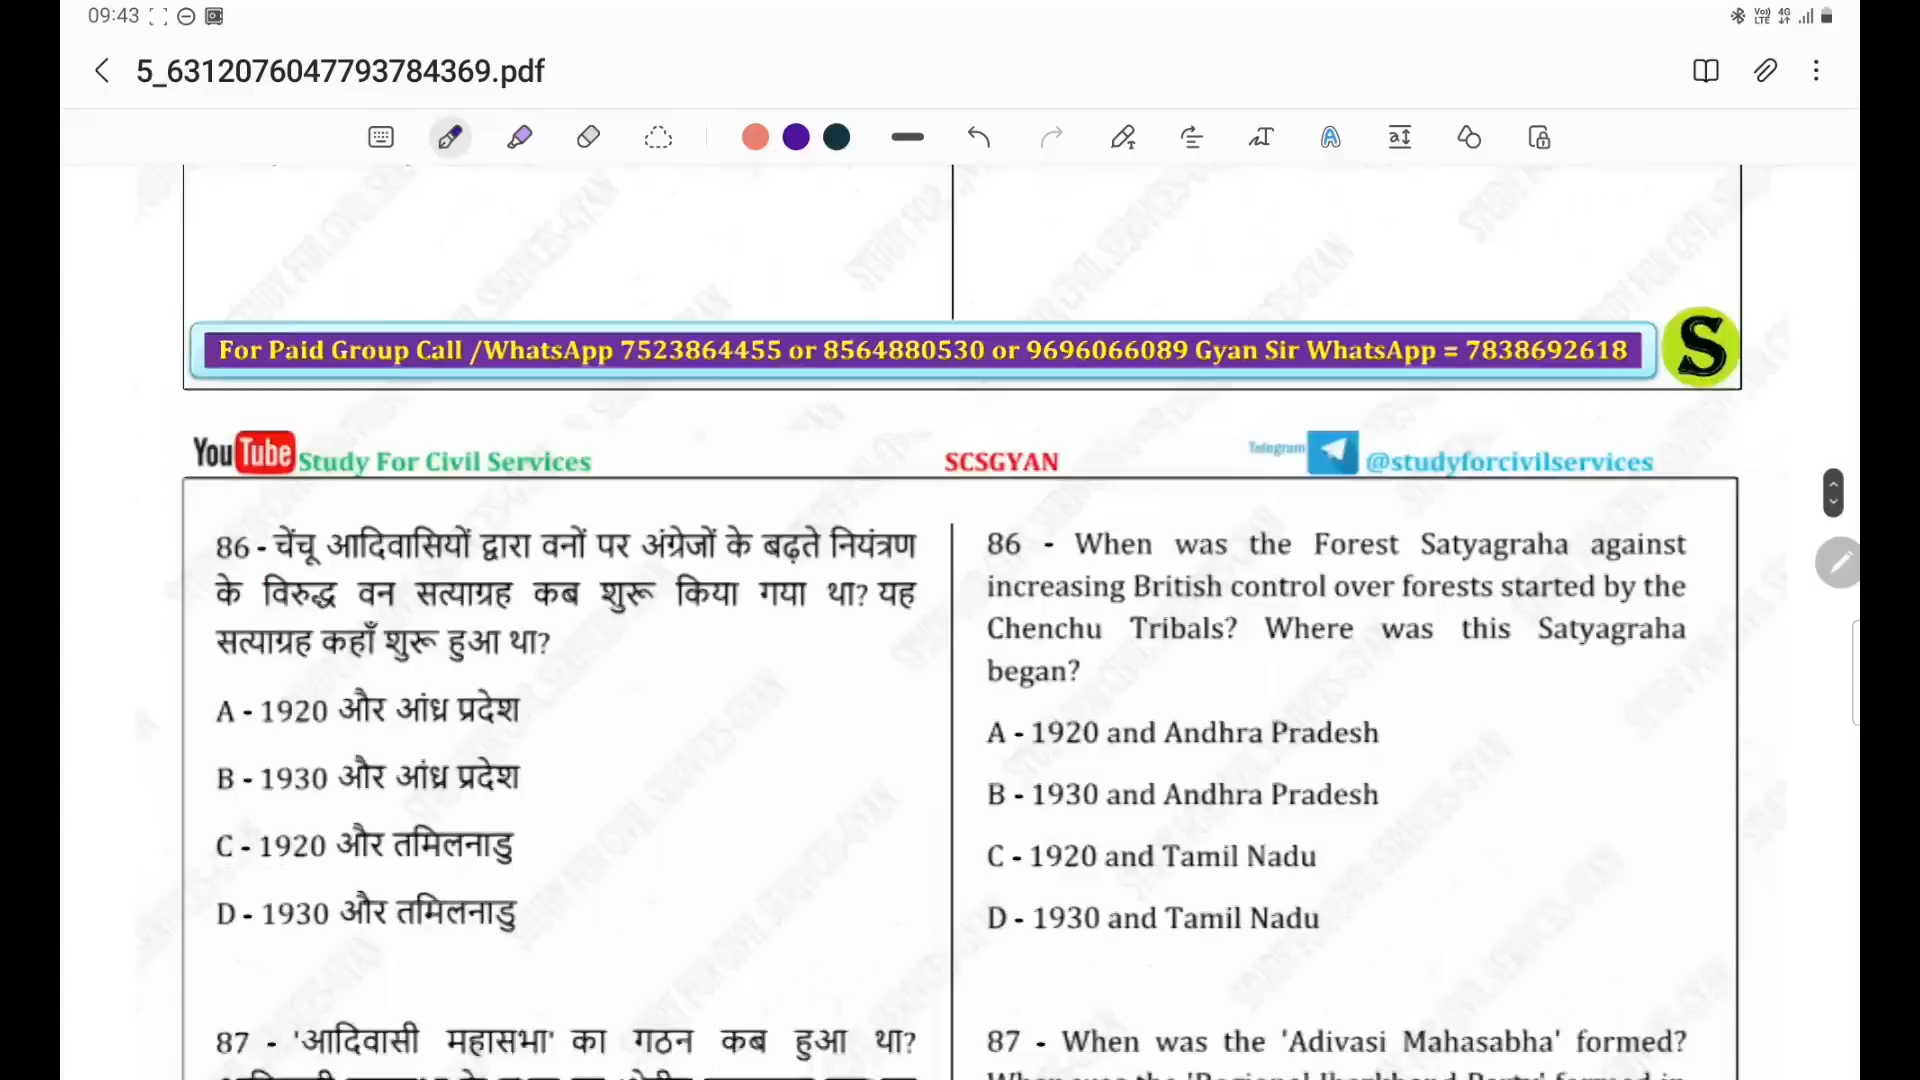 09:43
5_6312076047793784369.pdf
For Paid Group Call /WhatsApp 7523864455 or 8564880530 or 9696066089 Gyan Sir WhatsApp = 7838692618
S
YouTube Study For Civil Services
SCSGYAN
Telegram @studyforcivilservices
86 - चेंचू आदिवासियों द्वारा वनों पर अंग्रेजों के बढ़ते नियंत्रण
के विरुद्ध वन सत्याग्रह कब शुरू किया गया था? यह
सत्याग्रह कहाँ शुरू हुआ था?
A - 1920 और आंध्र प्रदेश
B - 1930 और आंध्र प्रदेश
C - 1920 और तमिलनाडु
D - 1930 और तमिलनाडु
87 - 'आदिवासी महासभा' का गठन कब हुआ था?
86 - When was the Forest Satyagraha against
increasing British control over forests started by the
Chenchu Tribals? Where was this Satyagraha
began?
A - 1920 and Andhra Pradesh
B - 1930 and Andhra Pradesh
C - 1920 and Tamil Nadu
D - 1930 and Tamil Nadu
87 - When was the 'Adivasi Mahasabha' formed?